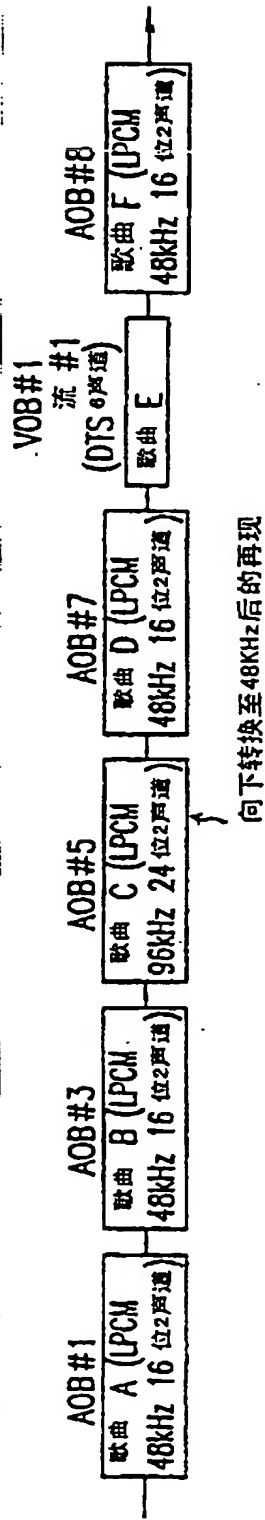 AOB#1
歌曲 A (LPCM
48kHz 16 位2声道)
AOB#3
歌曲 B (LPCM
48kHz 16 位2声道)
AOB#5
歌曲 C (LPCM
96kHz 24 位2声道)
向下转换至48KHz后的再现
AOB#7
歌曲 D (LPCM
48kHz 16 位2声道)
VOB#1
流 #1
(DTS 6声道)
歌曲 E
AOB#8
歌曲 F (LPCM
48kHz 16 位2声道)